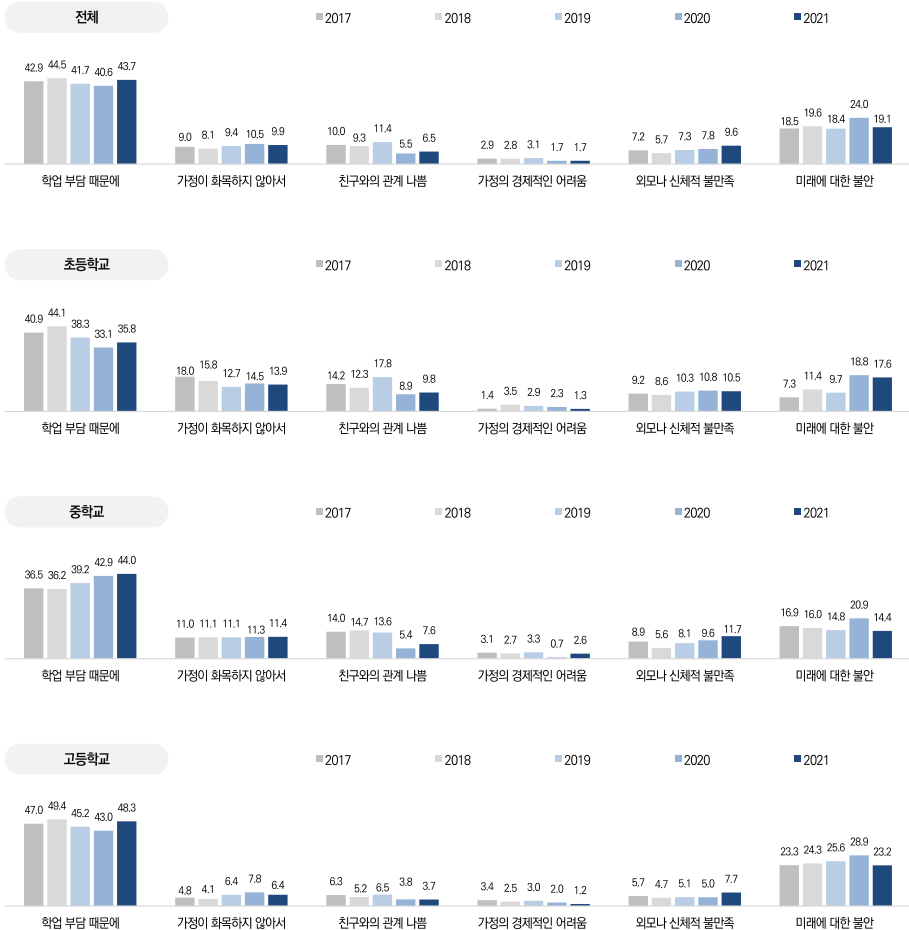 전체
2017 2018 2019 2020 2021
42.9 44.5 41.7 40.6 43.7 9.0 8.1 9.4 10.5 9.9 10.0 9.3 11.4 5.5 6.5 2.9 2.8 3.1 1.7 1.7 7.2 5.7 7.3 7.8 9.6 18.5 19.6 18.4 24.0 19.1
학업 부담 때문에 가정이 화목하지 않아서 친구와의 관계 나쁨 가정의 경제적인 어려움 외모나 신체적 불만족 미래에 대한 불안
초등학교
2017 2018 2019 2020 2021
40.9 44.1 38.3 33.1 35.8 18.0 15.8 12.7 14.5 13.9 14.2 12.3 17.8 8.9 9.8 1.4 3.5 2.9 2.3 1.3 9.2 8.6 10.3 10.8 10.5 7.3 11.4 9.7 18.8 17.6
학업 부담 때문에 가정이 화목하지 않아서 친구와의 관계 나쁨 가정의 경제적인 어려움 외모나 신체적 불만족 미래에 대한 불안
중학교
2017 2018 2019 2020 2021
36.5 36.2 39.2 42.9 44.0 11.0 11.1 11.1 11.3 11.4 14.0 14.7 13.6 5.4 7.6 3.1 2.7 3.3 0.7 2.6 8.9 5.6 8.1 9.6 11.7 16.9 16.0 14.8 20.9 14.4
학업 부담 때문에 가정이 화목하지 않아서 친구와의 관계 나쁨 가정의 경제적인 어려움 외모나 신체적 불만족 미래에 대한 불안
고등학교
2017 2018 2019 2020 2021
47.0 49.4 45.2 43.0 48.3 4.8 4.1 6.4 7.8 6.4 6.3 5.2 6.5 3.8 3.7 3.4 2.5 3.0 2.0 1.2 5.7 4.7 5.1 5.0 7.7 23.3 24.3 25.6 28.9 23.2
학업 부담 때문에 가정이 화목하지 않아서 친구와의 관계 나쁨 가정의 경제적인 어려움 외모나 신체적 불만족 미래에 대한 불안